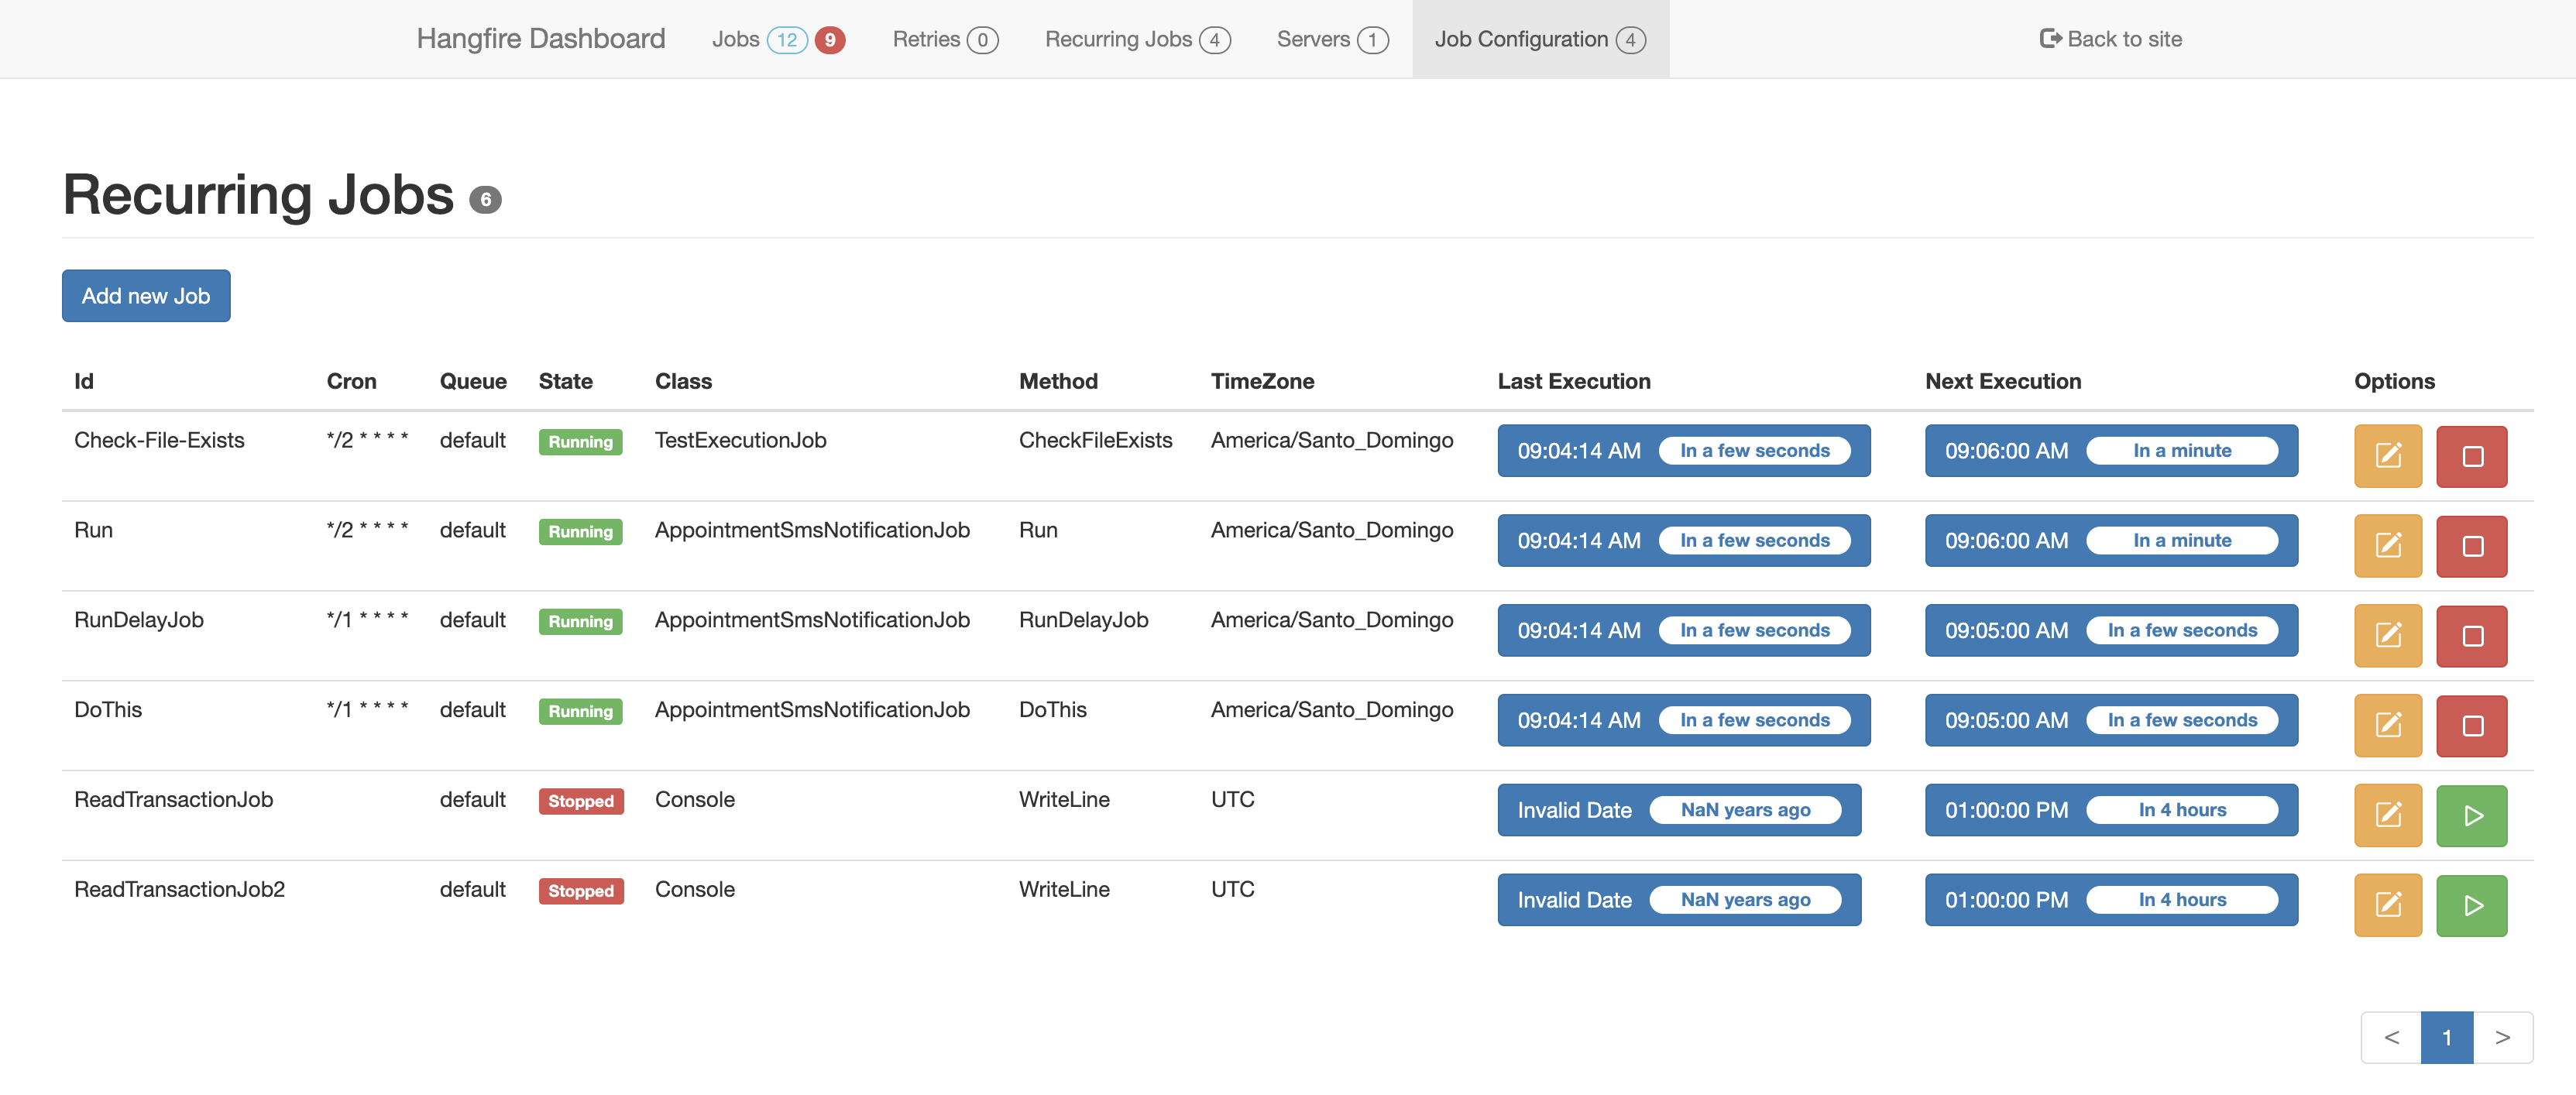 Hangfire Dashboard Jobs 12 9 Retries 0 Recurring Jobs 4 Servers 1 Job Configuration 4 Back to site
Recurring Jobs 6
Add new Job
Id Cron Queue State Class Method TimeZone Last Execution Next Execution Options
Check-File-Exists */2 * * * * default Running TestExecutionJob CheckFileExists America/Santo_Domingo 09:04:14 AM In a few seconds 09:06:00 AM In a minute
Run */2 * * * * default Running AppointmentSmsNotificationJob Run America/Santo_Domingo 09:04:14 AM In a few seconds 09:06:00 AM In a minute
RunDelayJob */1 * * * * default Running AppointmentSmsNotificationJob RunDelayJob America/Santo_Domingo 09:04:14 AM In a few seconds 09:05:00 AM In a few seconds
DoThis */1 * * * * default Running AppointmentSmsNotificationJob DoThis America/Santo_Domingo 09:04:14 AM In a few seconds 09:05:00 AM In a few seconds
ReadTransactionJob default Stopped Console WriteLine UTC Invalid Date NaN years ago 01:00:00 PM In 4 hours
ReadTransactionJob2 default Stopped Console WriteLine UTC Invalid Date NaN years ago 01:00:00 PM In 4 hours
< 1 >